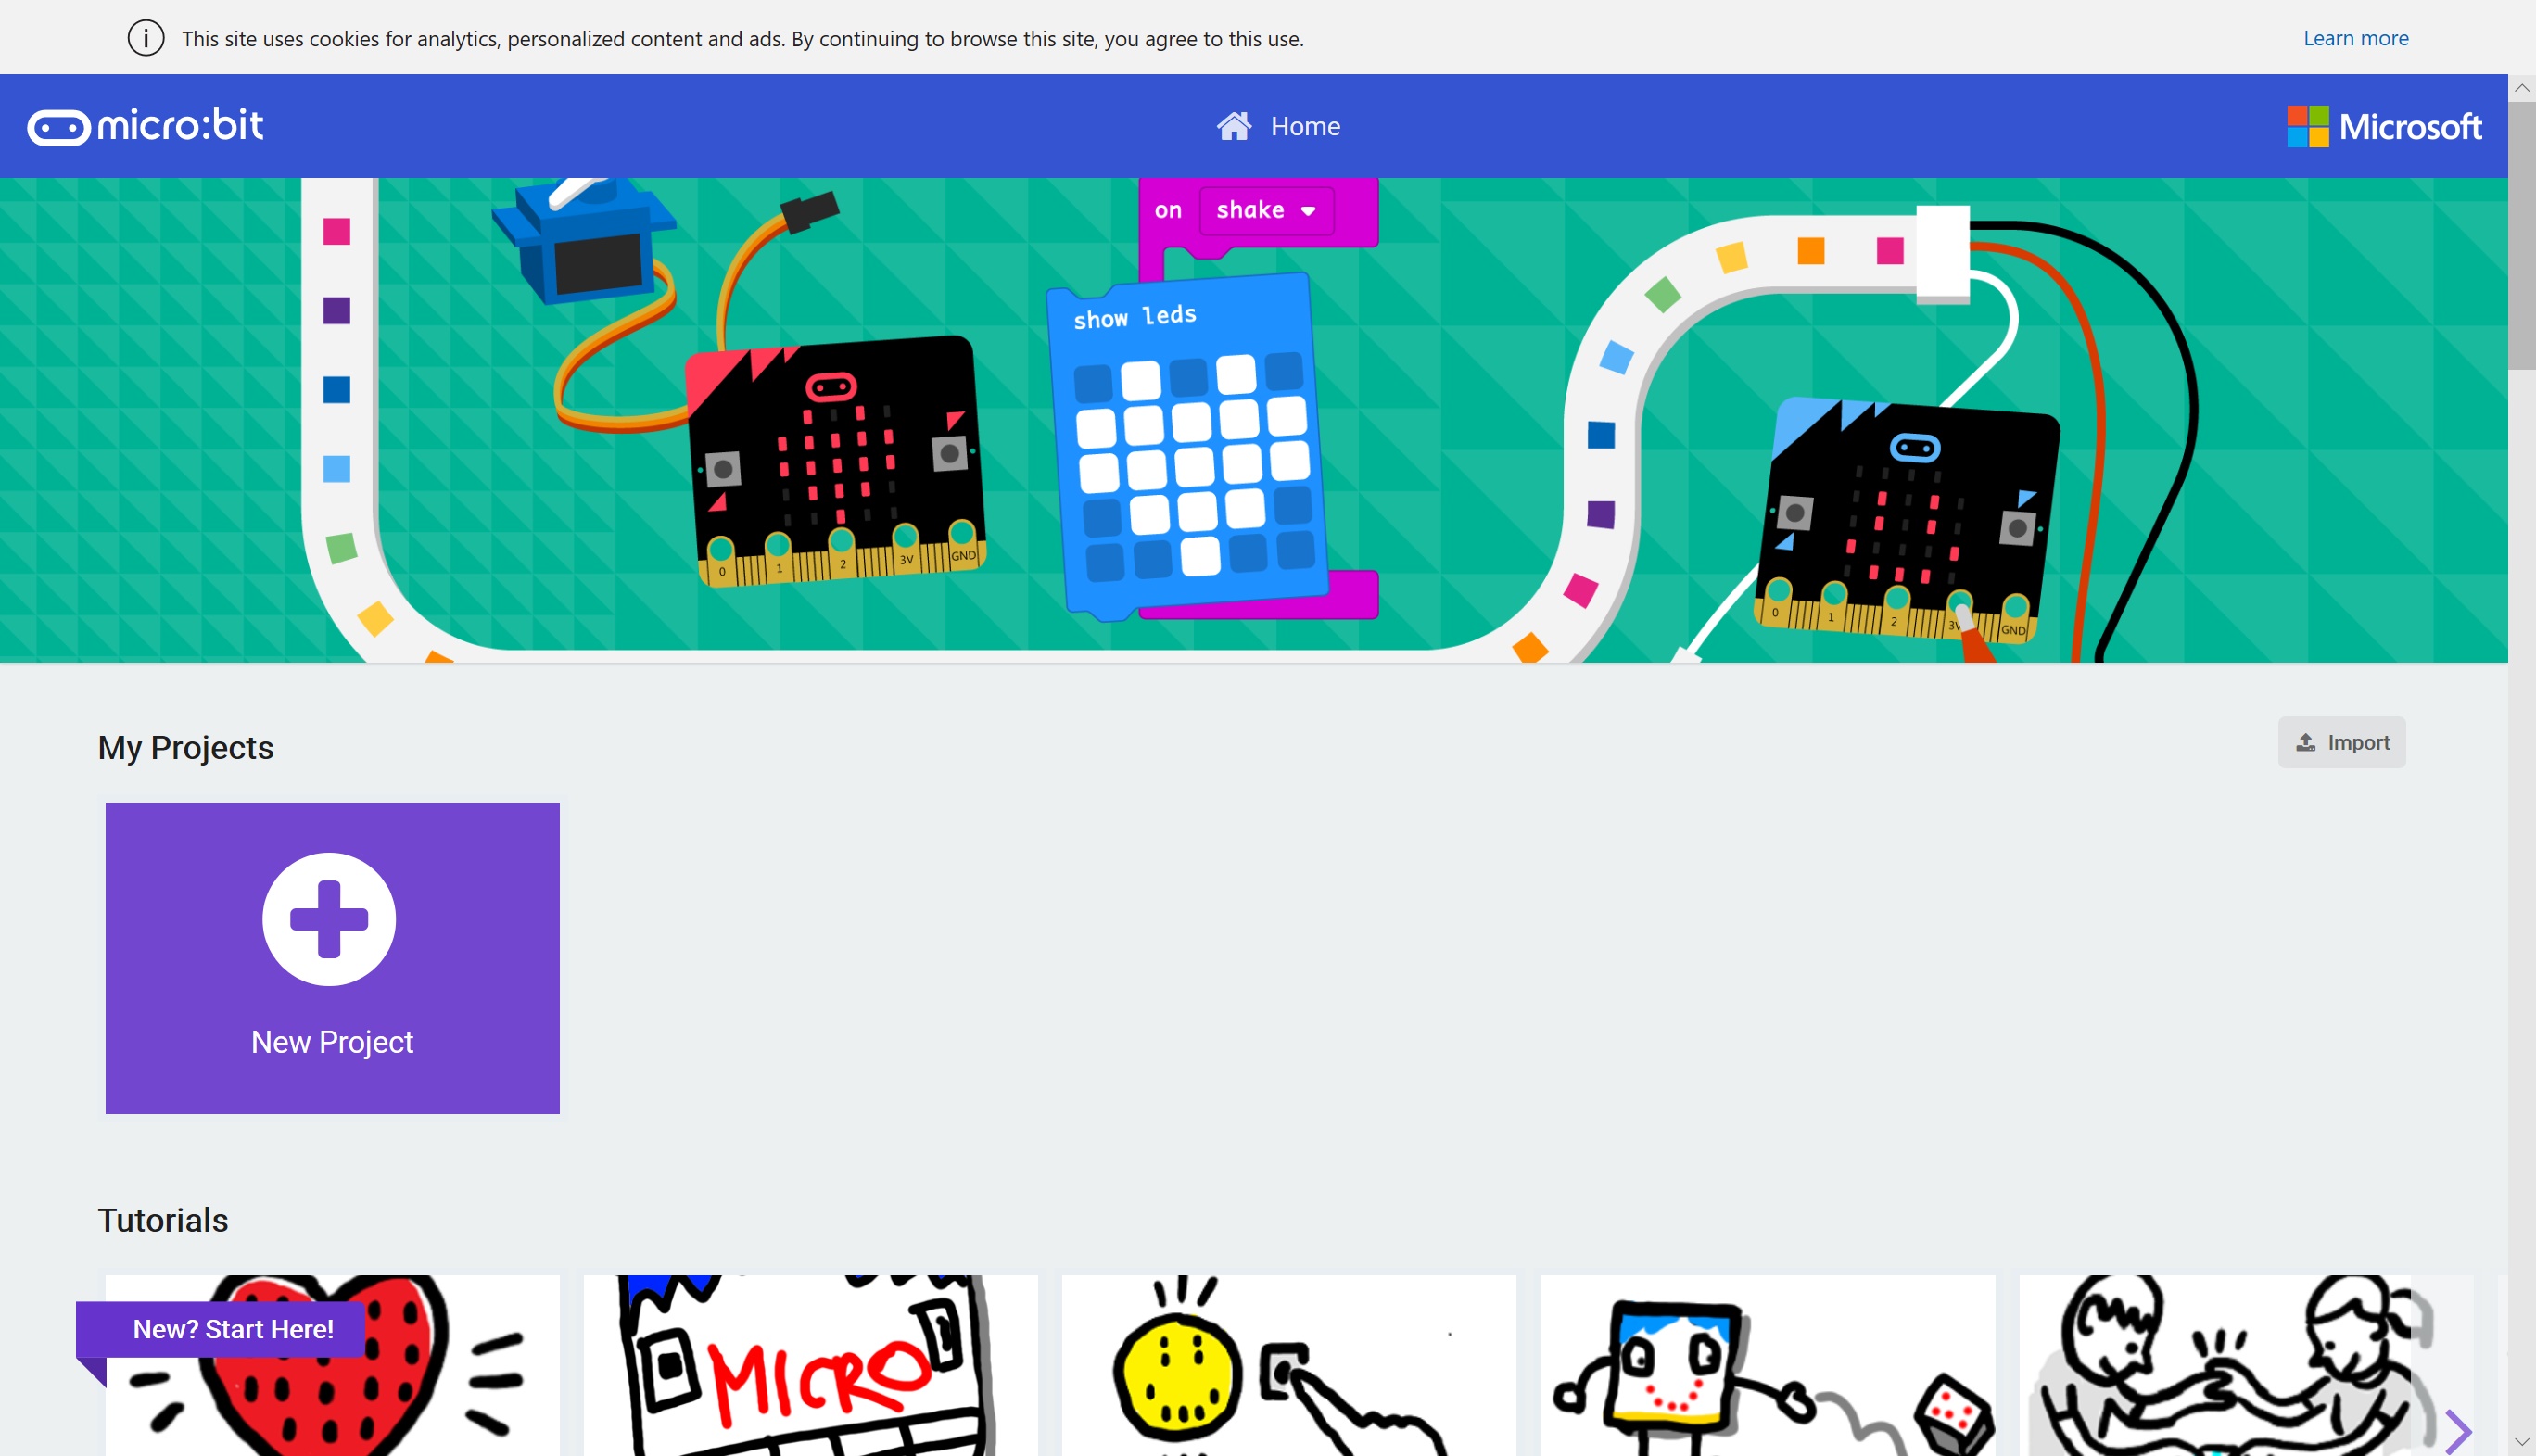 This site uses cookies for analytics, personalized content and ads. By continuing to browse this site, you agree to this use.
Learn more
micro:bit
Home
Microsoft
on shake
show leds
0 1 2 3V GND
0 1 2 3V GND
My Projects
Import
New Project
Tutorials
New? Start Here!
MICRO